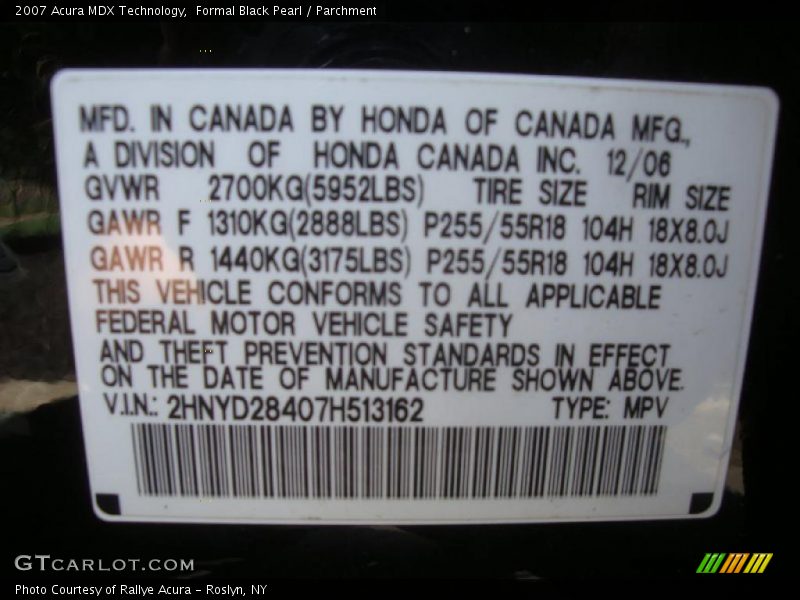 2007 Acura MDX Technology,  Formal Black Pearl / Parchment
MFD. IN CANADA BY HONDA OF CANADA MFG.,
A DIVISION OF HONDA CANADA INC. 12/06
GVWR 2700KG(5952LBS) TIRE SIZE RIM SIZE
GAWR F 1310KG(2888LBS) P255/55R18 104H 18X8.0J
GAWR R 1440KG(3175LBS) P255/55R18 104H 18X8.0J
THIS VEHICLE CONFORMS TO ALL APPLICABLE
FEDERAL MOTOR VEHICLE SAFETY
AND THEFT PREVENTION STANDARDS IN EFFECT
ON THE DATE OF MANUFACTURE SHOWN ABOVE.
V.I.N.: 2HNYD28407H513162 TYPE: MPV
GTCARLOT.COM
Photo Courtesy of Rallye Acura - Roslyn, NY